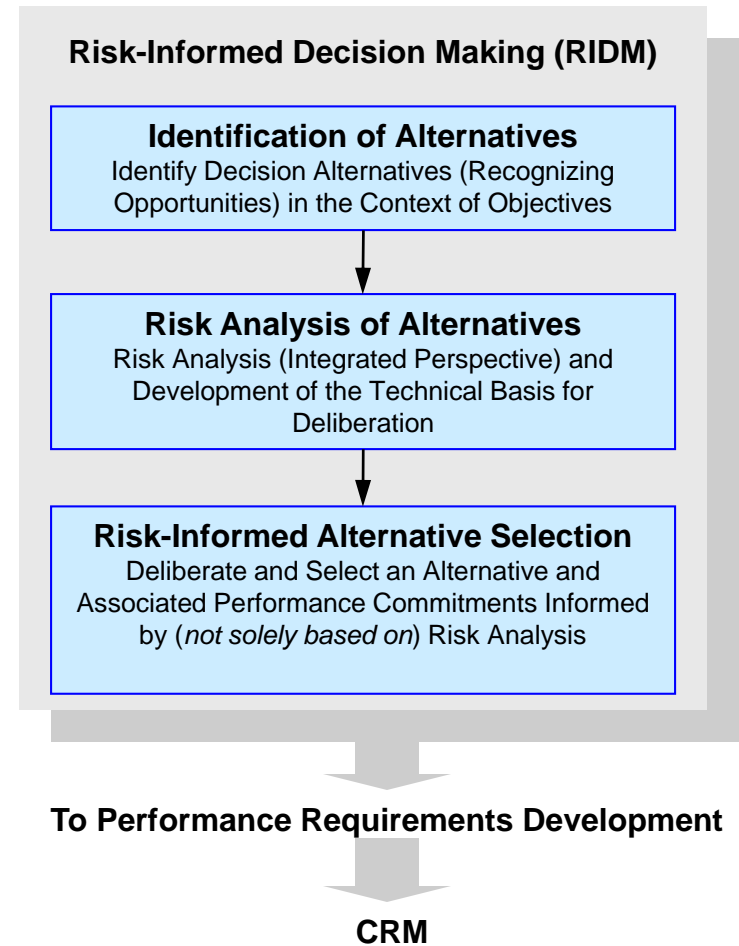 Risk-Informed Decision Making (RIDM)
Identification of Alternatives
Identify Decision Alternatives (Recognizing
Opportunities) in the Context of Objectives
Risk Analysis of Alternatives
Risk Analysis (Integrated Perspective) and
Development of the Technical Basis for
Deliberation
Risk-Informed Alternative Selection
Deliberate and Select an Alternative and
Associated Performance Commitments Informed
by (not solely based on) Risk Analysis
To Performance Requirements Development
CRM